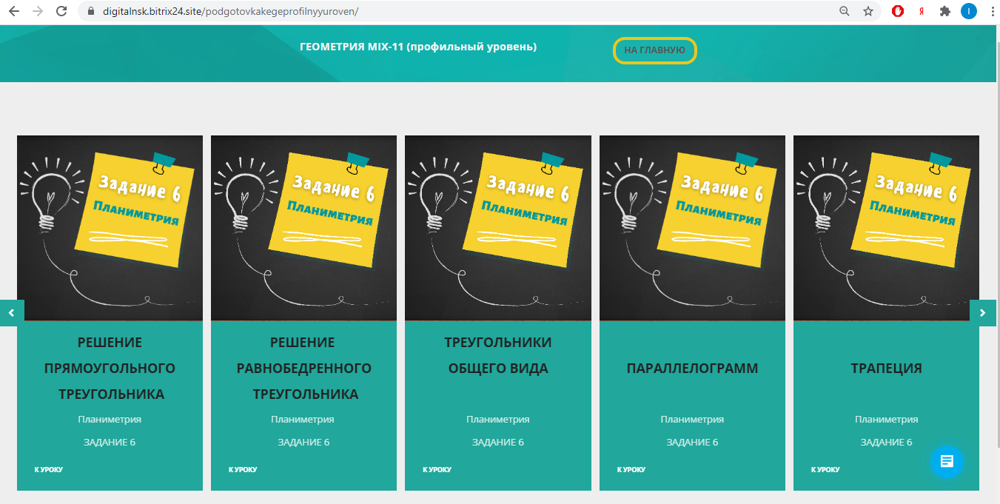 digitalnsk.bitrix24.site/podgotovkakegeprofilnyyuroven/
Я
I
ГЕОМЕТРИЯ MIX-11 (профильный уровень)
НА ГЛАВНУЮ
Задание 6
Планиметрия
РЕШЕНИЕ
ПРЯМОУГОЛЬНОГО
ТРЕУГОЛЬНИКА
Планиметрия
ЗАДАНИЕ 6
К УРОКУ
Задание 6
Планиметрия
РЕШЕНИЕ
РАВНОБЕДРЕННОГО
ТРЕУГОЛЬНИКА
Планиметрия
ЗАДАНИЕ 6
К УРОКУ
Задание 6
Планиметрия
ТРЕУГОЛЬНИКИ
ОБЩЕГО ВИДА
Планиметрия
ЗАДАНИЕ 6
К УРОКУ
Задание 6
Планиметрия
ПАРАЛЛЕЛОГРАММ
Планиметрия
ЗАДАНИЕ 6
К УРОКУ
Задание 6
Планиметрия
ТРАПЕЦИЯ
Планиметрия
ЗАДАНИЕ 6
К УРОКУ